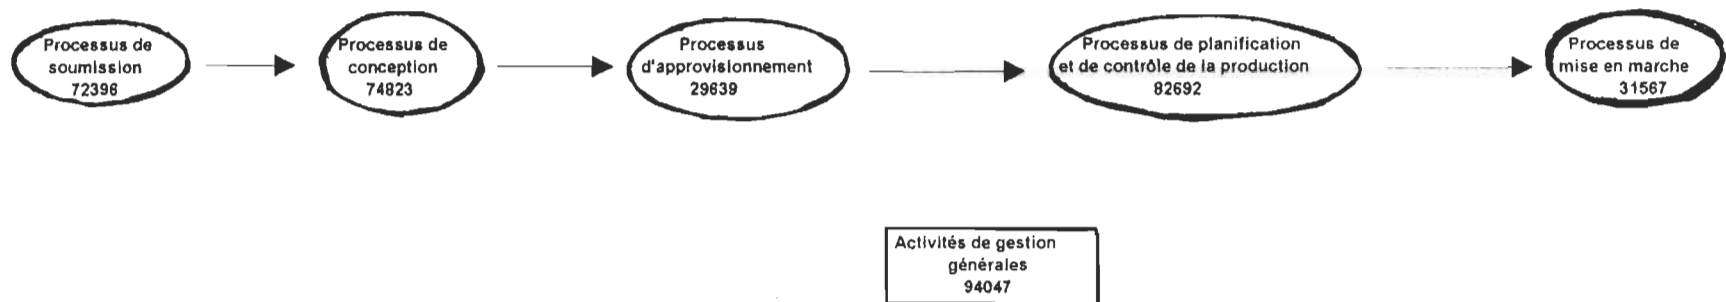 Processus de
soumission
72396
Processus de
conception
74823
Processus
d'approvisionnement
29639
Processus de planification
et de contrôle de la production
82692
Processus de
mise en marche
31567
Activités de gestion
générales
94047